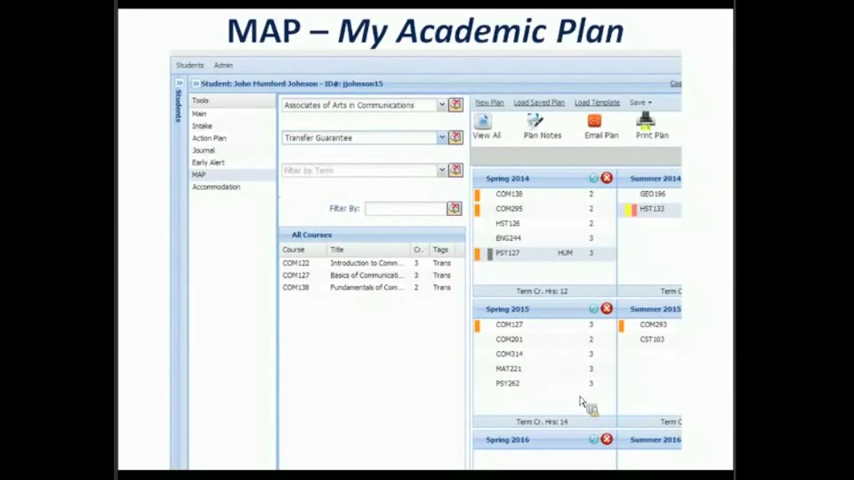 MAP – My Academic Plan
Students Admin
Student: John Mumford Johnson - ID#: jjohnson15
Students
Tools
Main
Intake
Action Plan
Journal
Early Alert
MAP
Accommodation
Associates of Arts in Communications
Transfer Guarantee
Filter by Term
Filter By:
All Courses
Course Title Cr. Tags
COM122 Introduction to Comm... 3 Trans
COM127 Basics of Communicati... 3 Trans
COM138 Fundamentals of Com... 2 Trans
New Plan Load Saved Plan Load Template Save
View All Plan Notes Email Plan Print Plan
Spring 2014
COM138 2
COM295 2
HST126 2
ENG244 3
PSY127 HUM 3
Term Cr. Hrs: 12
Summer 2014
GEO196
HST133
Term C
Spring 2015
COM127 3
COM201 2
COM314 3
MAT221 3
PSY262 3
Term Cr. Hrs: 14
Summer 2015
COM293
CST103
Term C
Spring 2016
Summer 2016